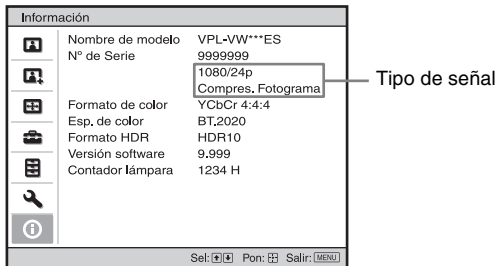 Información
Nombre de modelo VPL-VW***ES
Nº de Serie 9999999
1080/24p
Compres. Fotograma
Tipo de señal
Formato de color YCbCr 4:4:4
Esp. de color BT.2020
Formato HDR HDR10
Versión software 9.999
Contador lámpara 1234 H
Sel: Pon: Salir: MENU